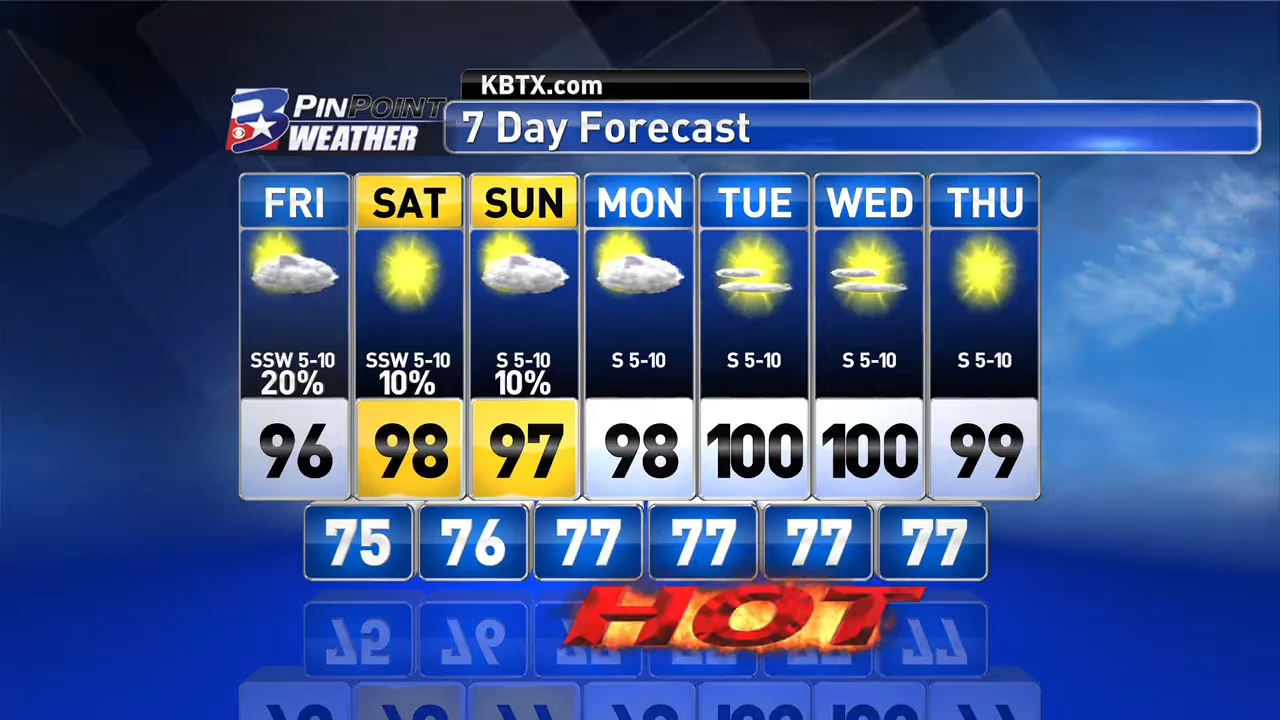 KBTX.com
3 PINPOINT
WEATHER
7 Day Forecast
FRI SAT SUN MON TUE WED THU
SSW 5-10 SSW 5-10 S 5-10 S 5-10 S 5-10 S 5-10 S 5-10
20% 10% 10%
96 98 97 98 100 100 99
75 76 77 77 77 77
HOT